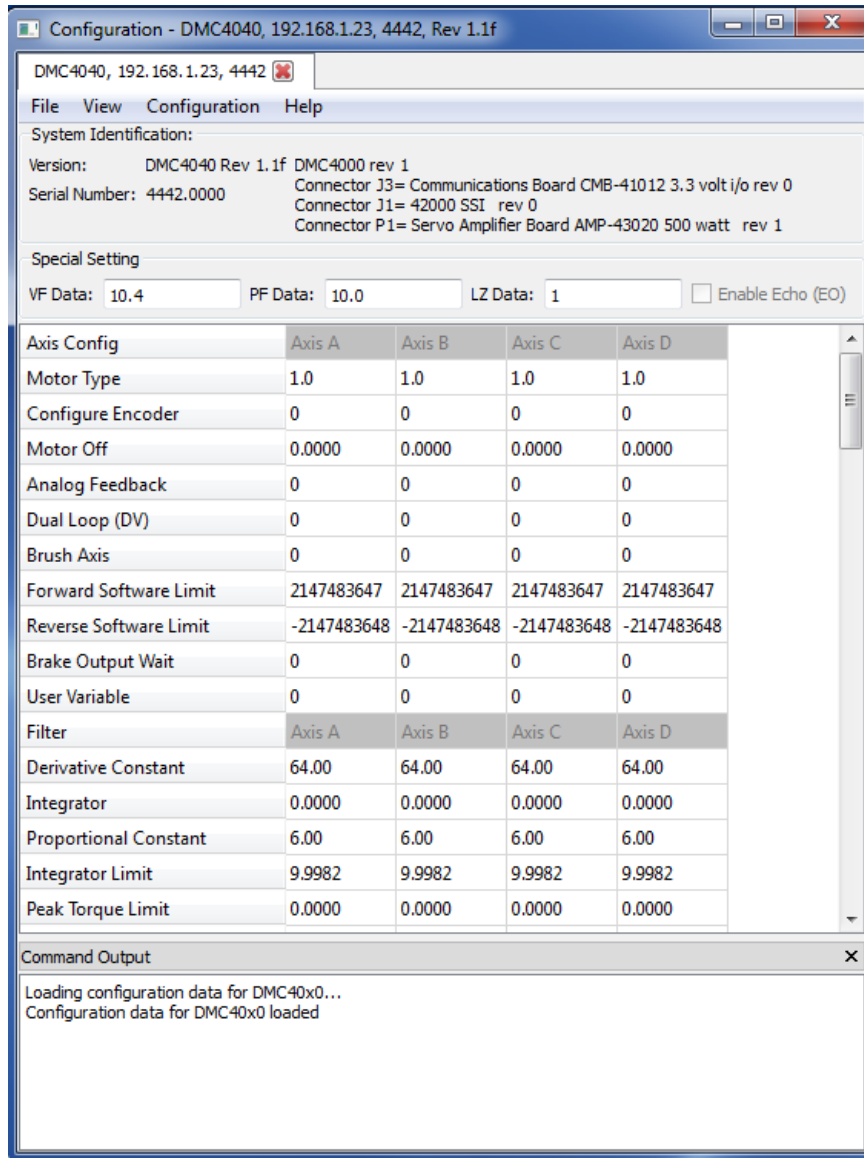 Configuration - DMC4040, 192.168.1.23, 4442, Rev 1.1f
DMC4040, 192.168.1.23, 4442
File View Configuration Help
System Identification:
Version: DMC4040 Rev 1.1f DMC4000 rev 1
Connector J3= Communications Board CMB-41012 3.3 volt i/o rev 0
Serial Number: 4442.0000
Connector J1= 42000 SSI rev 0
Connector P1= Servo Amplifier Board AMP-43020 500 watt rev 1
Special Setting
VF Data: 10.4 PF Data: 10.0 LZ Data: 1 Enable Echo (EO)
Axis Config Axis A Axis B Axis C Axis D
Motor Type 1.0 1.0 1.0 1.0
Configure Encoder 0 0 0 0
Motor Off 0.0000 0.0000 0.0000 0.0000
Analog Feedback 0 0 0 0
Dual Loop (DV) 0 0 0 0
Brush Axis 0 0 0 0
Forward Software Limit 2147483647 2147483647 2147483647 2147483647
Reverse Software Limit -2147483648 -2147483648 -2147483648 -2147483648
Brake Output Wait 0 0 0 0
User Variable 0 0 0 0
Filter Axis A Axis B Axis C Axis D
Derivative Constant 64.00 64.00 64.00 64.00
Integrator 0.0000 0.0000 0.0000 0.0000
Proportional Constant 6.00 6.00 6.00 6.00
Integrator Limit 9.9982 9.9982 9.9982 9.9982
Peak Torque Limit 0.0000 0.0000 0.0000 0.0000
Command Output
Loading configuration data for DMC40x0...
Configuration data for DMC40x0 loaded